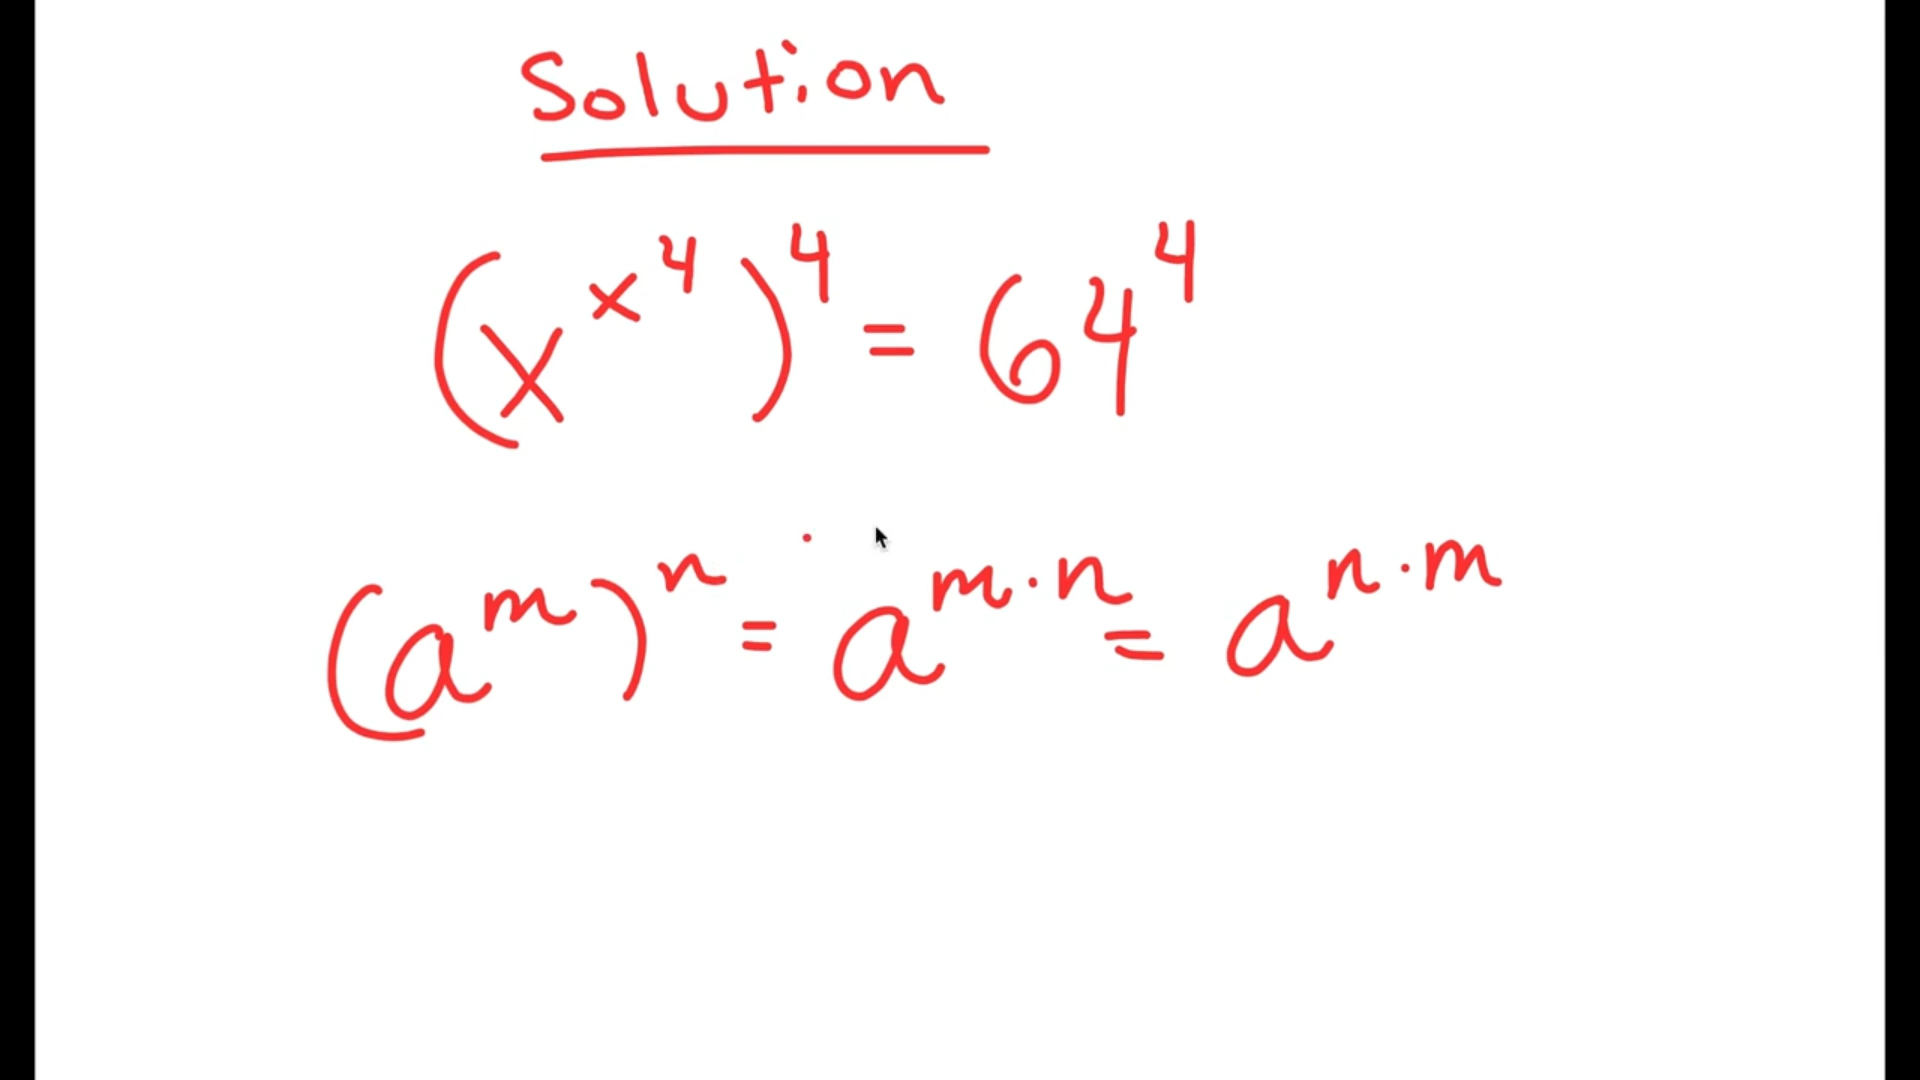 Solution
(x^{x^4})^4 = 64^4
(a^m)^n = a^{m·n} = a^{n·m}